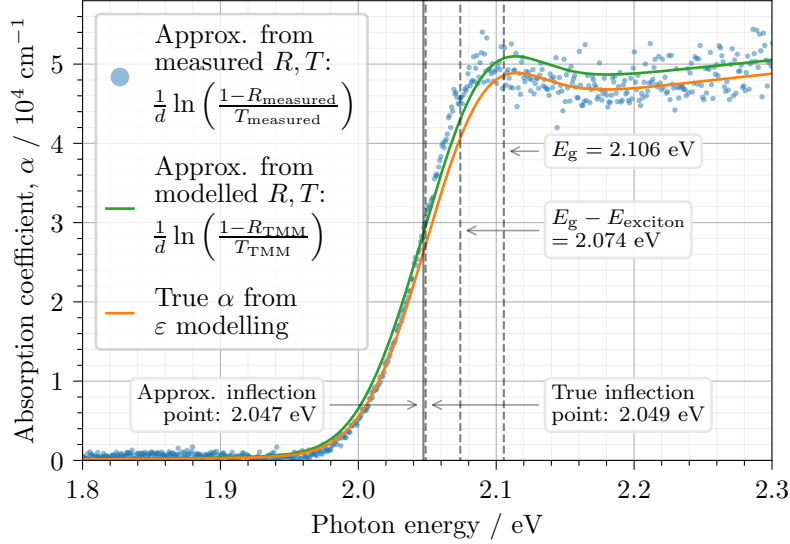 Absorption coefficient, α / 10⁴ cm⁻¹
5
4
3
2
1
0
Approx. from
measured R, T:
1/d ln ( (1−R_measured)/T_measured )
Approx. from
modelled R, T:
1/d ln ( (1−R_TMM)/T_TMM )
True α from
ε modelling
E_g = 2.106 eV
E_g − E_exciton
= 2.074 eV
Approx. inflection
point: 2.047 eV
True inflection
point: 2.049 eV
1.8 1.9 2.0 2.1 2.2 2.3
Photon energy / eV